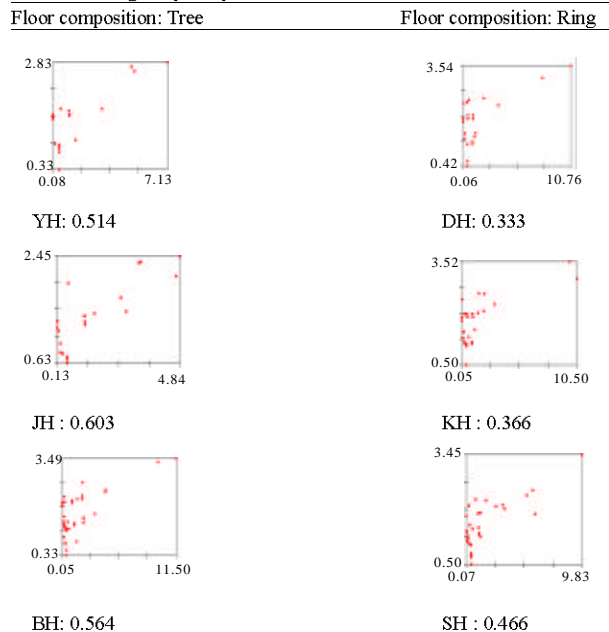 Floor composition: Tree Floor composition: Ring
2.83 3.54
0.33 0.42
0.08 7.13 0.06 10.76
YH: 0.514 DH: 0.333
2.45 3.52
0.63 0.50
0.13 4.84 0.05 10.50
JH : 0.603 KH : 0.366
3.49 3.45
0.33 0.50
0.05 11.50 0.07 9.83
BH: 0.564 SH : 0.466